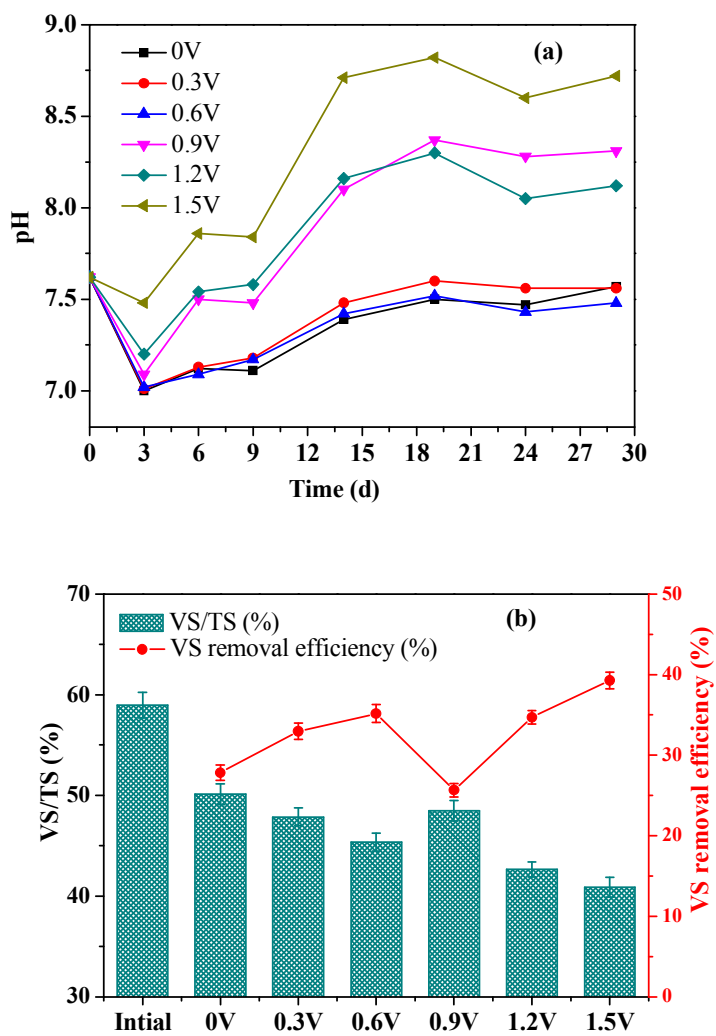 9.0
8.5
8.0
7.5
7.0
pH
(a)
0V
0.3V
0.6V
0.9V
1.2V
1.5V
0 3 6 9 12 15 18 21 24 27 30
Time (d)
70
60
50
40
30
VS/TS (%)
VS/TS (%)
VS removal efficiency (%)
(b)
50
40
30
20
10
0
VS removal efficiency (%)
Intial 0V 0.3V 0.6V 0.9V 1.2V 1.5V